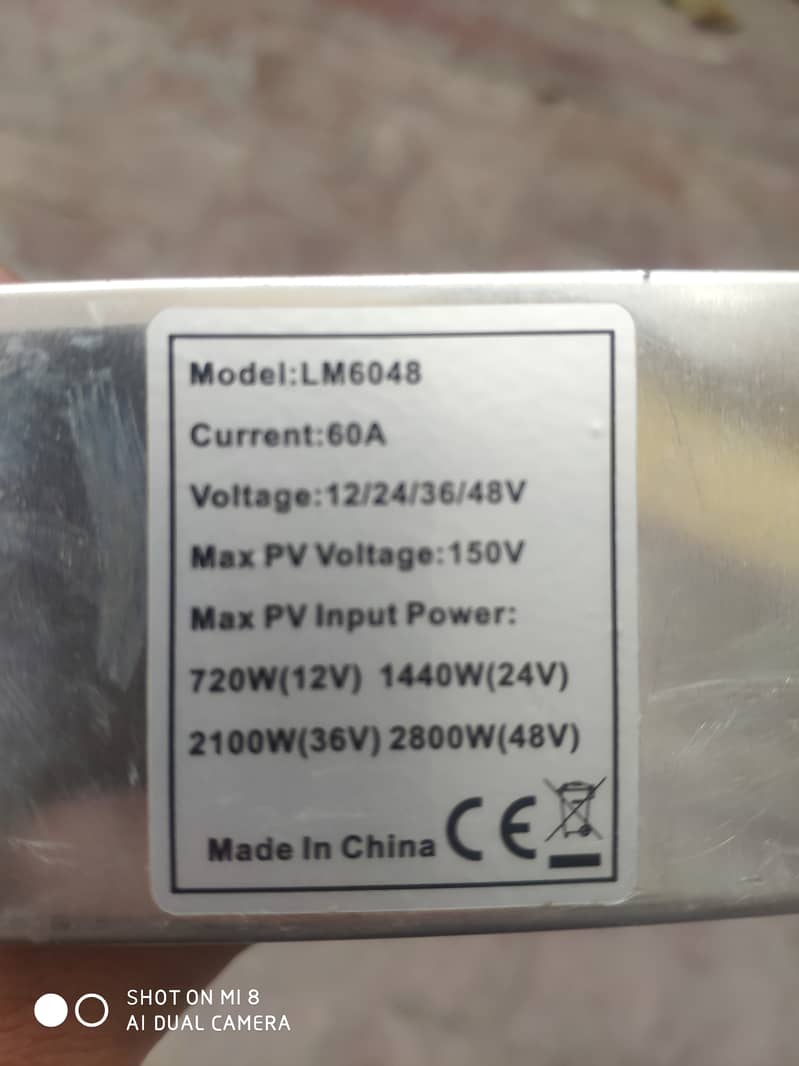 Model:LM6048
Current:60A
Voltage:12/24/36/48V
Max PV Voltage:150V
Max PV Input Power:
720W(12V) 1440W(24V)
2100W(36V) 2800W(48V)
Made In China CE
SHOT ON MI 8
AI DUAL CAMERA